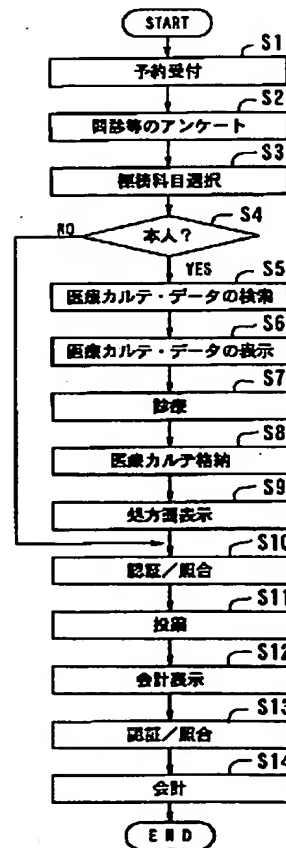 START
S1
予約受付
S2
問診等のアンケート
S3
標榜科目選択
S4
本人?
NO
YES
S5
医療カルテ・データの検索
S6
医療カルテ・データの表示
S7
診療
S8
医療カルテ格納
S9
処方箋表示
S10
認証/照合
S11
投薬
S12
会計表示
S13
認証/照合
S14
会計
END